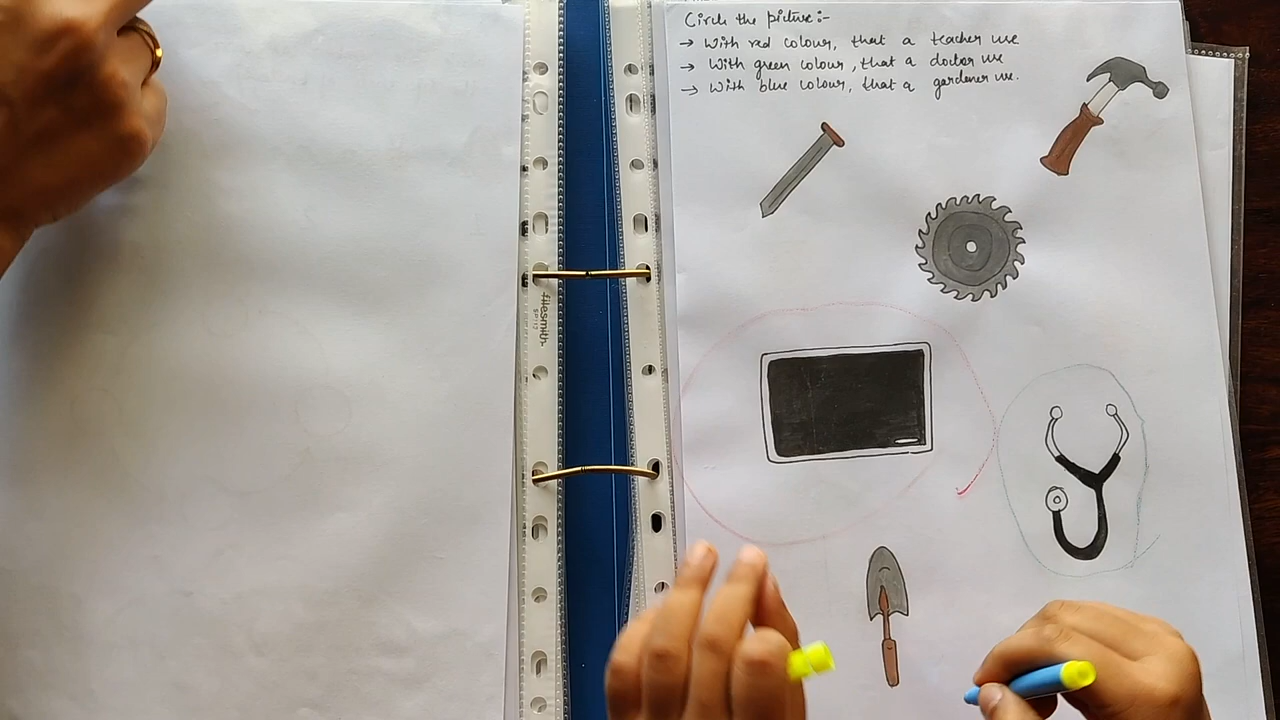 Circle the picture:-
→ With red colour, that a teacher use
→ With green colour, that a doctor use
→ With blue colour, that a gardener use.
filesmith